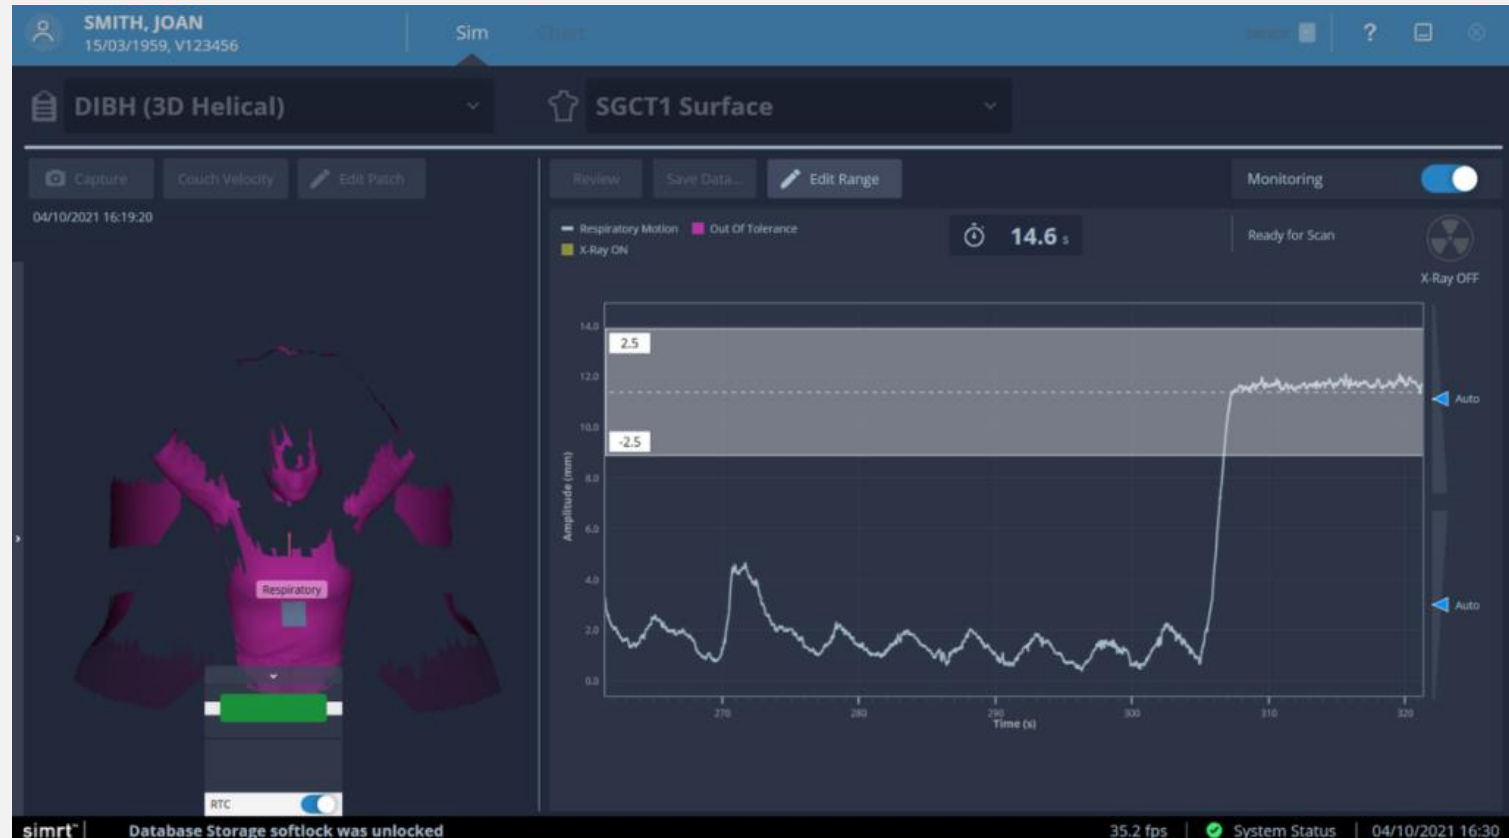 SMITH, JOAN
15/03/1959, V123456
Sim
?
DIBH (3D Helical)
SGCT1 Surface
Capture
Couch Velocity
Edit Patch
Review
Save Data...
Edit Range
Monitoring
04/10/2021 16:19:20
Respiratory Motion
Out Of Tolerance
X-Ray ON
14.6 s
Ready for Scan
X-Ray OFF
14.0
2.5
12.0
Auto
10.0
-2.5
Amplitude (mm)
8.0
6.0
4.0
Respiratory
Auto
2.0
0.0
270
280
290
300
310
320
Time (s)
RTC
simrt™
Database Storage softlock was unlocked
35.2 fps
System Status
04/10/2021 16:30